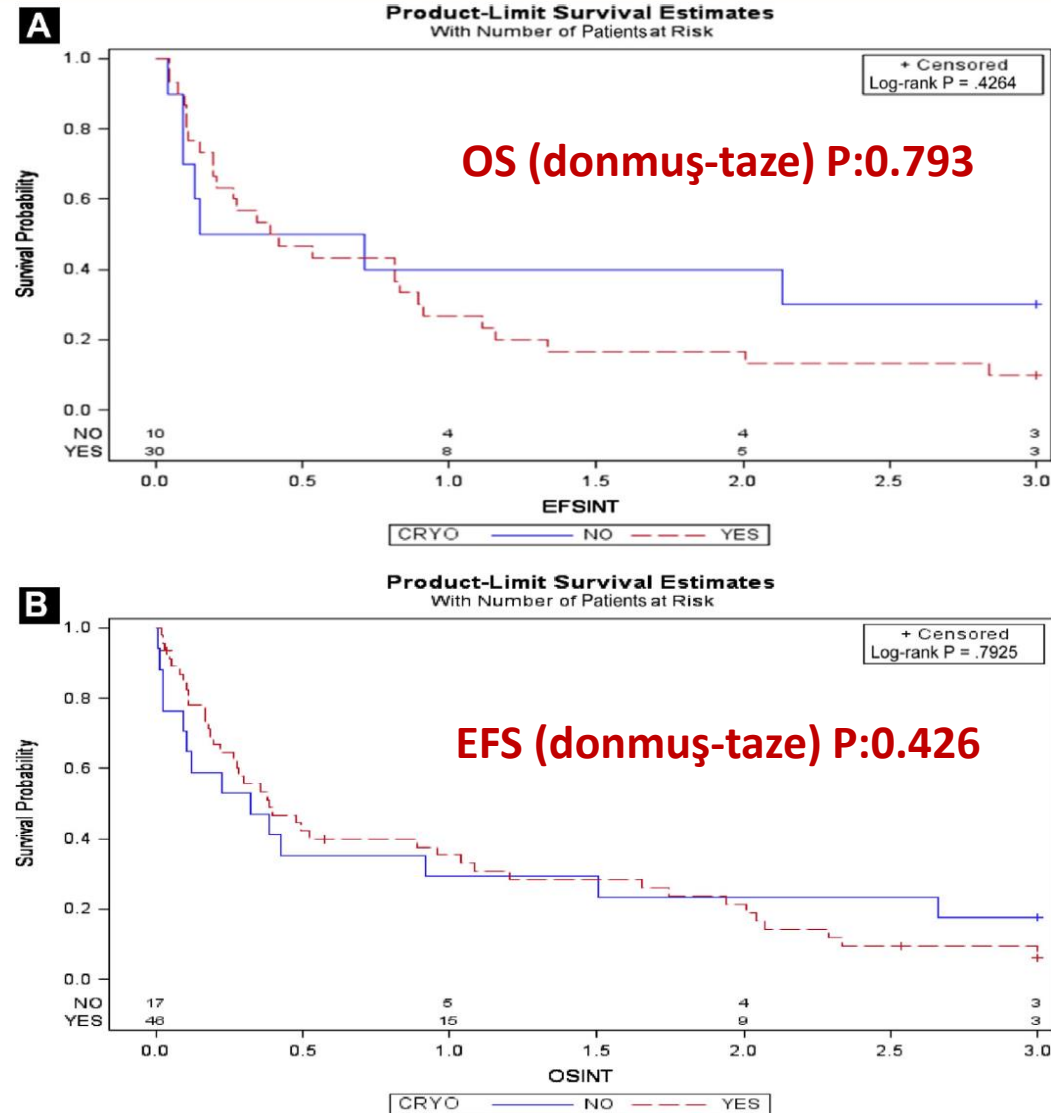 A
Product-Limit Survival Estimates
With Number of Patients at Risk
+ Censored
Log-rank P = .4264
OS (donmuş-taze) P:0.793
Survival Probability
1.0
0.8
0.6
0.4
0.2
0.0
NO 10 4 4 3
YES 30 8 5 3
0.0 0.5 1.0 1.5 2.0 2.5 3.0
EFSINT
CRYO NO YES
B
Product-Limit Survival Estimates
With Number of Patients at Risk
+ Censored
Log-rank P = .7925
EFS (donmuş-taze) P:0.426
Survival Probability
1.0
0.8
0.6
0.4
0.2
0.0
NO 17 5 4 3
YES 46 15 9 3
0.0 0.5 1.0 1.5 2.0 2.5 3.0
OSINT
CRYO NO YES